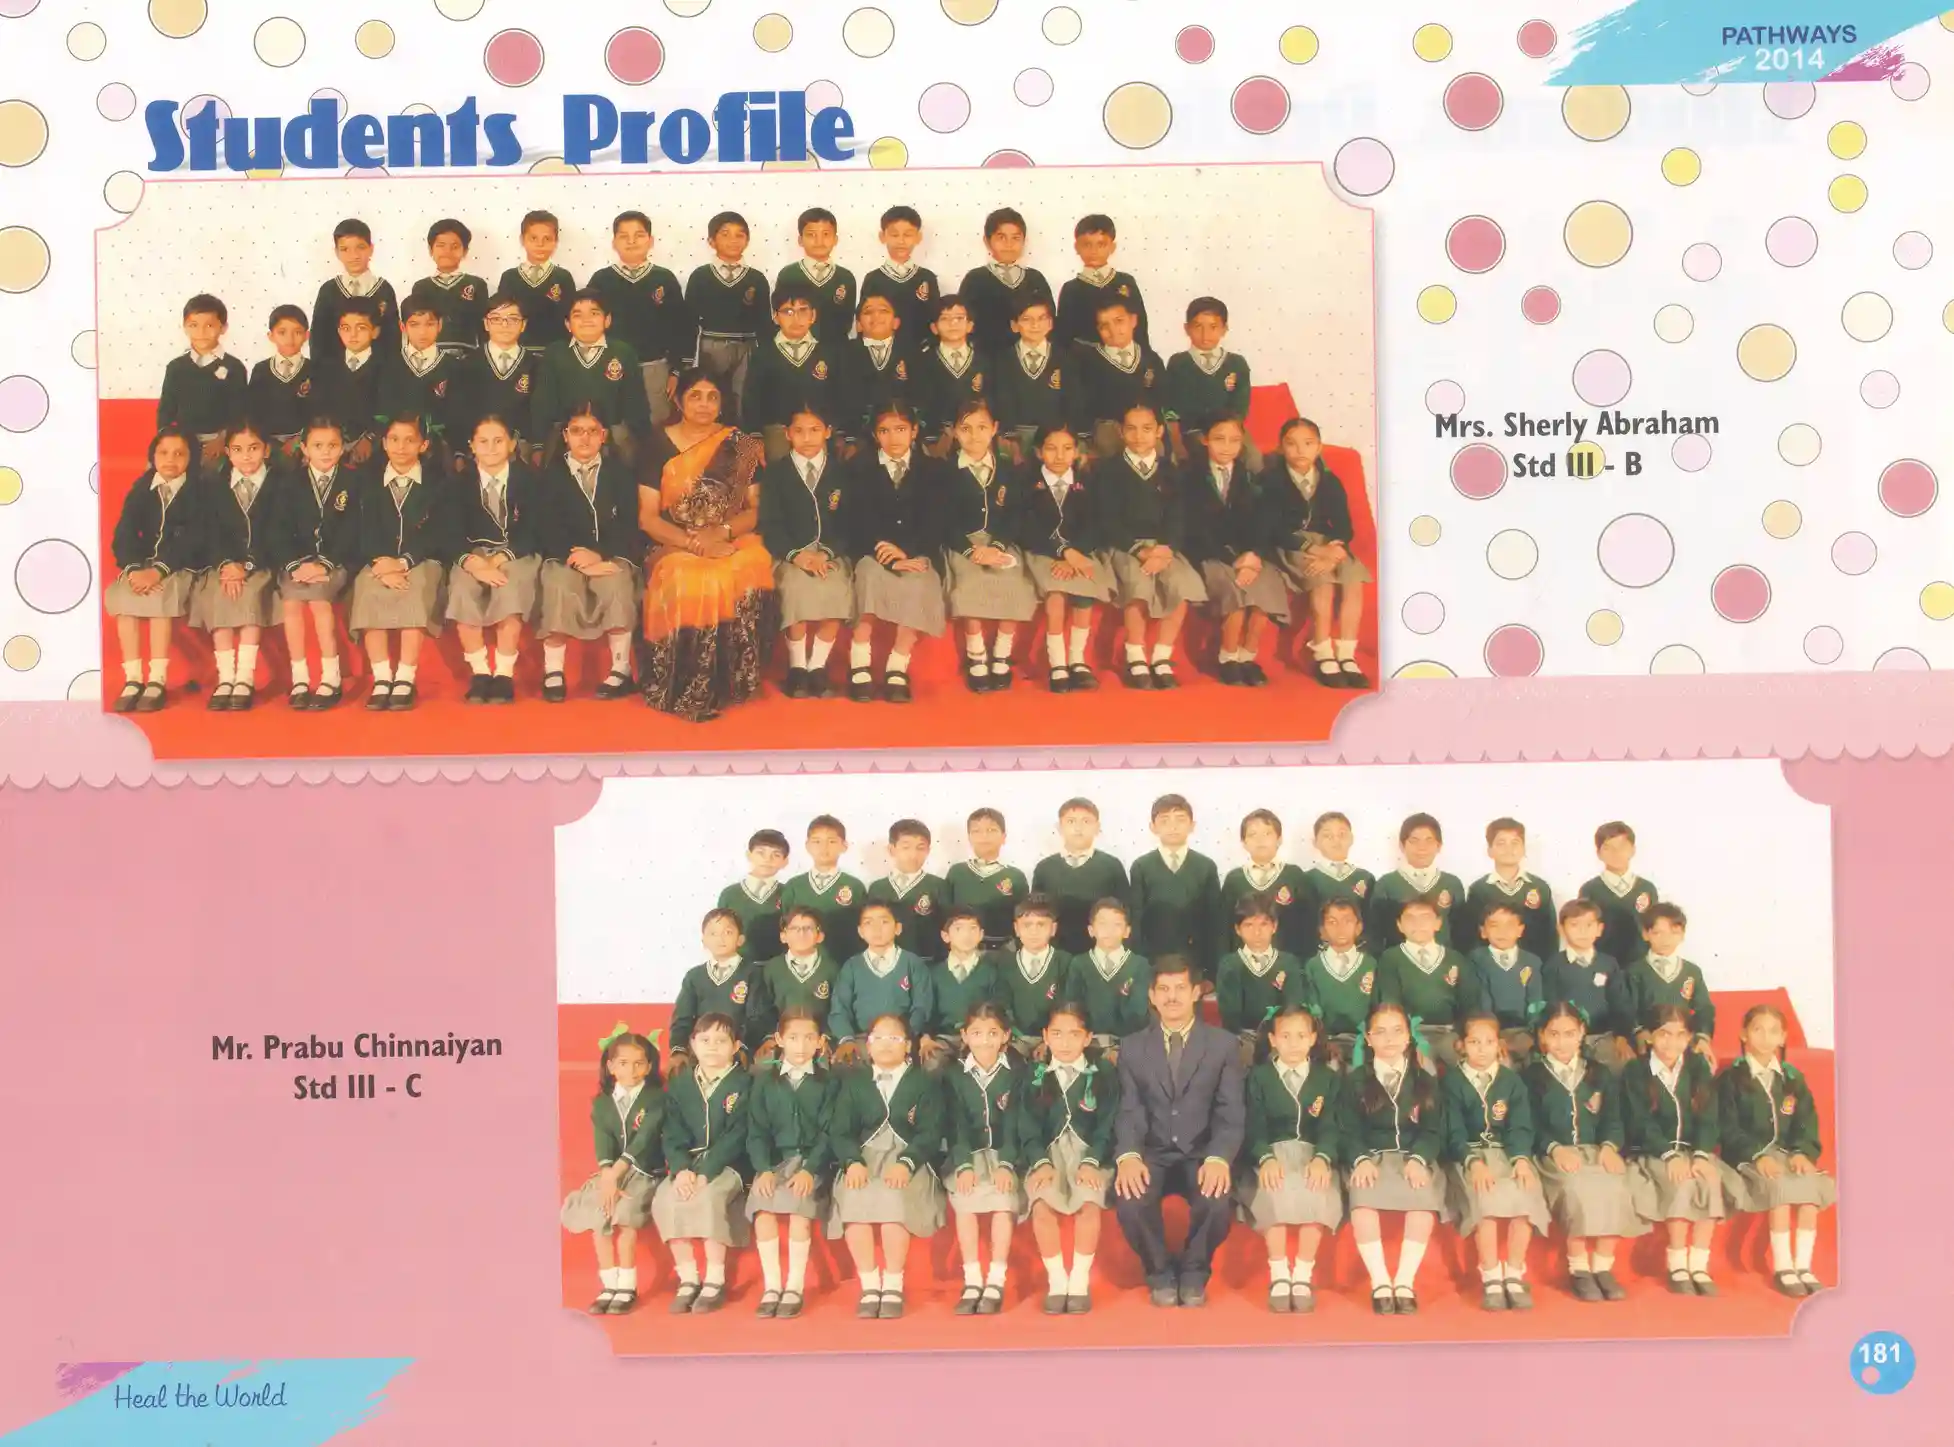 PATHWAYS
2014
Students Profile
Mrs. Sherly Abraham
Std III - B
Mr. Prabu Chinnaiyan
Std III - C
Heal the World
181